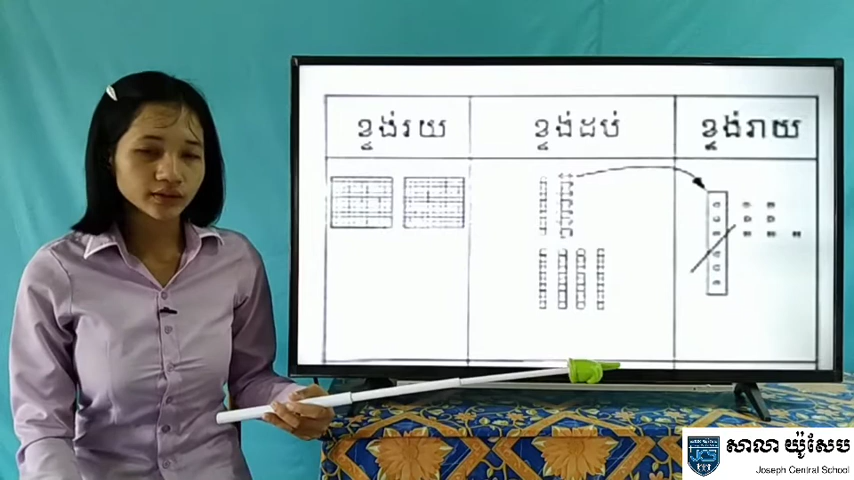 ខ្ទង់រយ
ខ្ទង់ដប់
ខ្ទង់រាយ
JCS
សាលា យ៉ូសែប
Joseph Central School